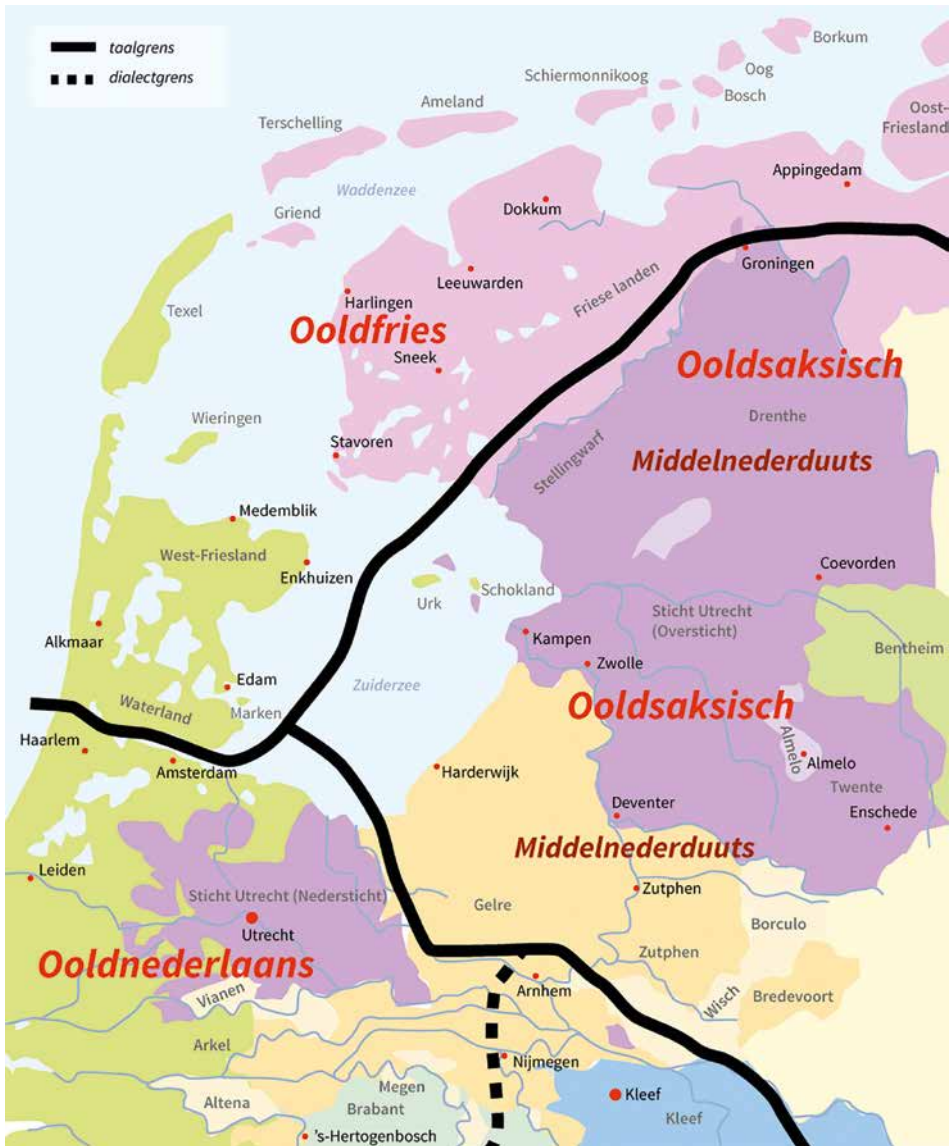 taalgrens
dialectgrens
Borkum
Oog
Schiermonnikoog
Bosch
Ameland
Oost-
Friesland
Terschelling
Appingedam
Waddenzee
Dokkum
Griend
Groningen
Leeuwarden
Friese landen
Harlingen
Texel
Ooldfries
Sneek
Ooldsaksisch
Drenthe
Wieringen
Stavoren
Stellingwarf
Middelnederduuts
Medemblik
West-Friesland
Enkhuizen
Coevorden
Urk
Schokland
Sticht Utrecht
(Oversticht)
Alkmaar
Kampen
Bentheim
Zwolle
Edam
Zuiderzee
Marken
Waterland
Ooldsaksisch
Haarlem
Amsterdam
Harderwijk
Almelo
Almelo
Twente
Deventer
Enschede
Middelnederduuts
Leiden
Sticht Utrecht (Nedersticht)
Zutphen
Gelre
Utrecht
Borculo
Zutphen
Ooldnederlaans
Arnhem
Vianen
Wisch
Bredevoort
Arkel
Nijmegen
Megen
Kleef
Altena
Brabant
Kleef
's-Hertogenbosch